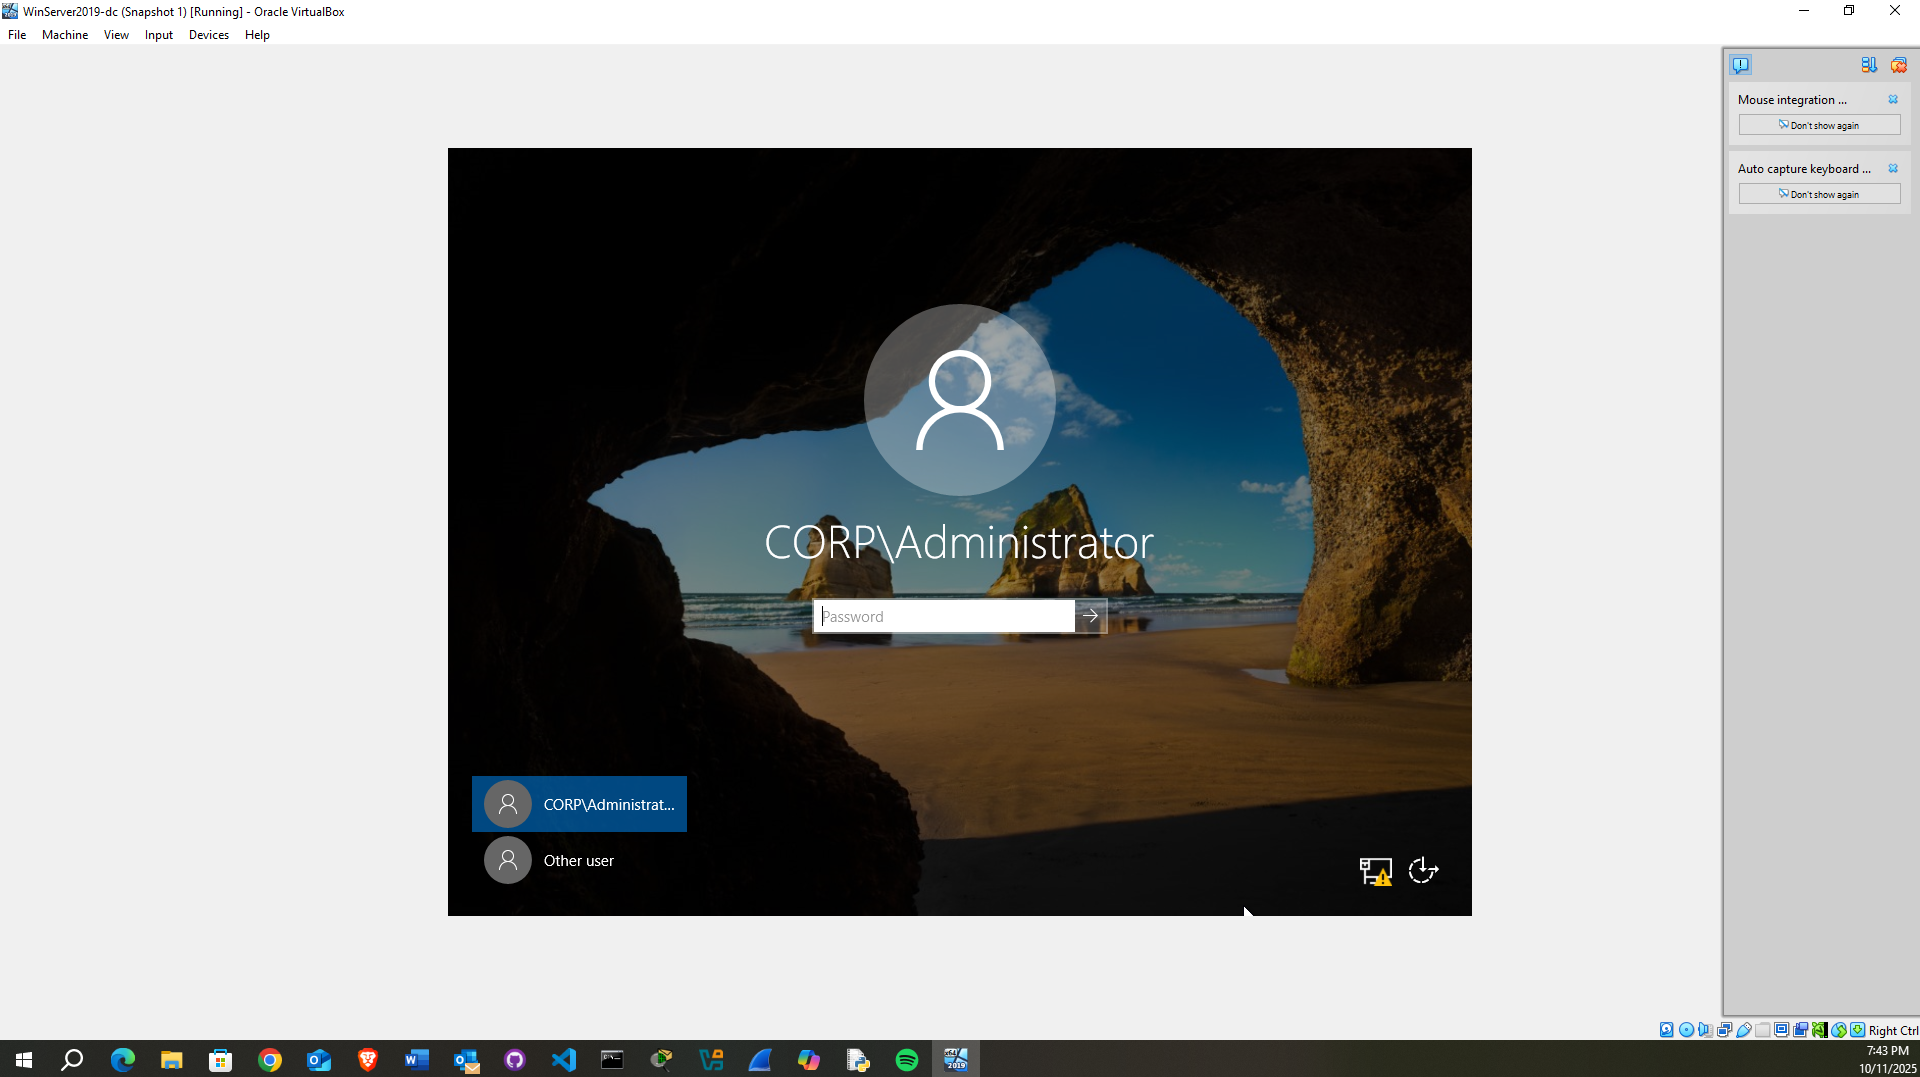 WinServer2019-dc (Snapshot 1) [Running] - Oracle VirtualBox
File Machine View Input Devices Help
Mouse integration ...
Don't show again
Auto capture keyboard ...
Don't show again
CORP\Administrator
Password
CORP\Administrat...
Other user
Right Ctrl
x64
2019
7:43 PM
10/11/2025